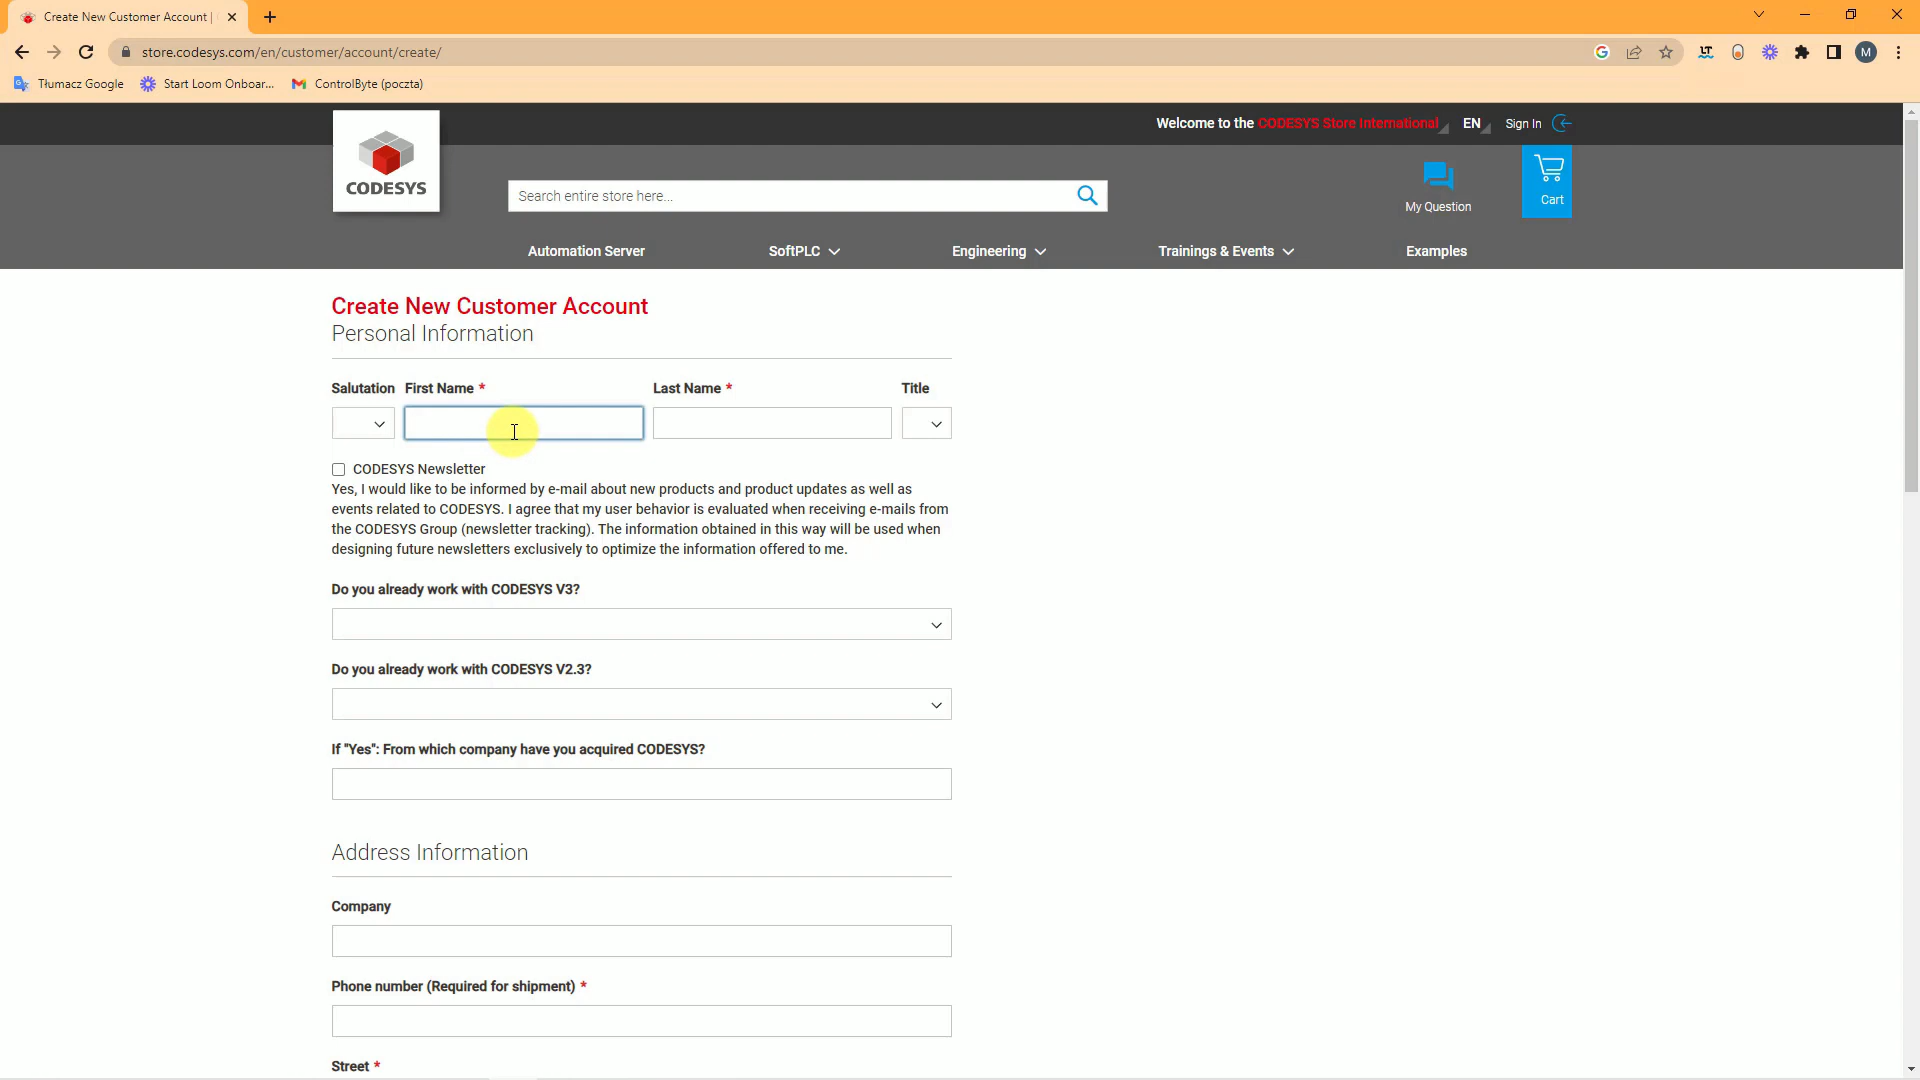 Create New Customer Account |
store.codesys.com/en/customer/account/create/
M
Tłumacz Google
Start Loom Onboar...
ControlByte (poczta)
Welcome to the CODESYS Store International
EN
Sign In
CODESYS
Search entire store here...
My Question
Cart
Automation Server
SoftPLC
Engineering
Trainings & Events
Examples
Create New Customer Account
Personal Information
Salutation
First Name *
Last Name *
Title
CODESYS Newsletter
Yes, I would like to be informed by e-mail about new products and product updates as well as
events related to CODESYS. I agree that my user behavior is evaluated when receiving e-mails from
the CODESYS Group (newsletter tracking). The information obtained in this way will be used when
designing future newsletters exclusively to optimize the information offered to me.
Do you already work with CODESYS V3?
Do you already work with CODESYS V2.3?
If "Yes": From which company have you acquired CODESYS?
Address Information
Company
Phone number (Required for shipment) *
Street *